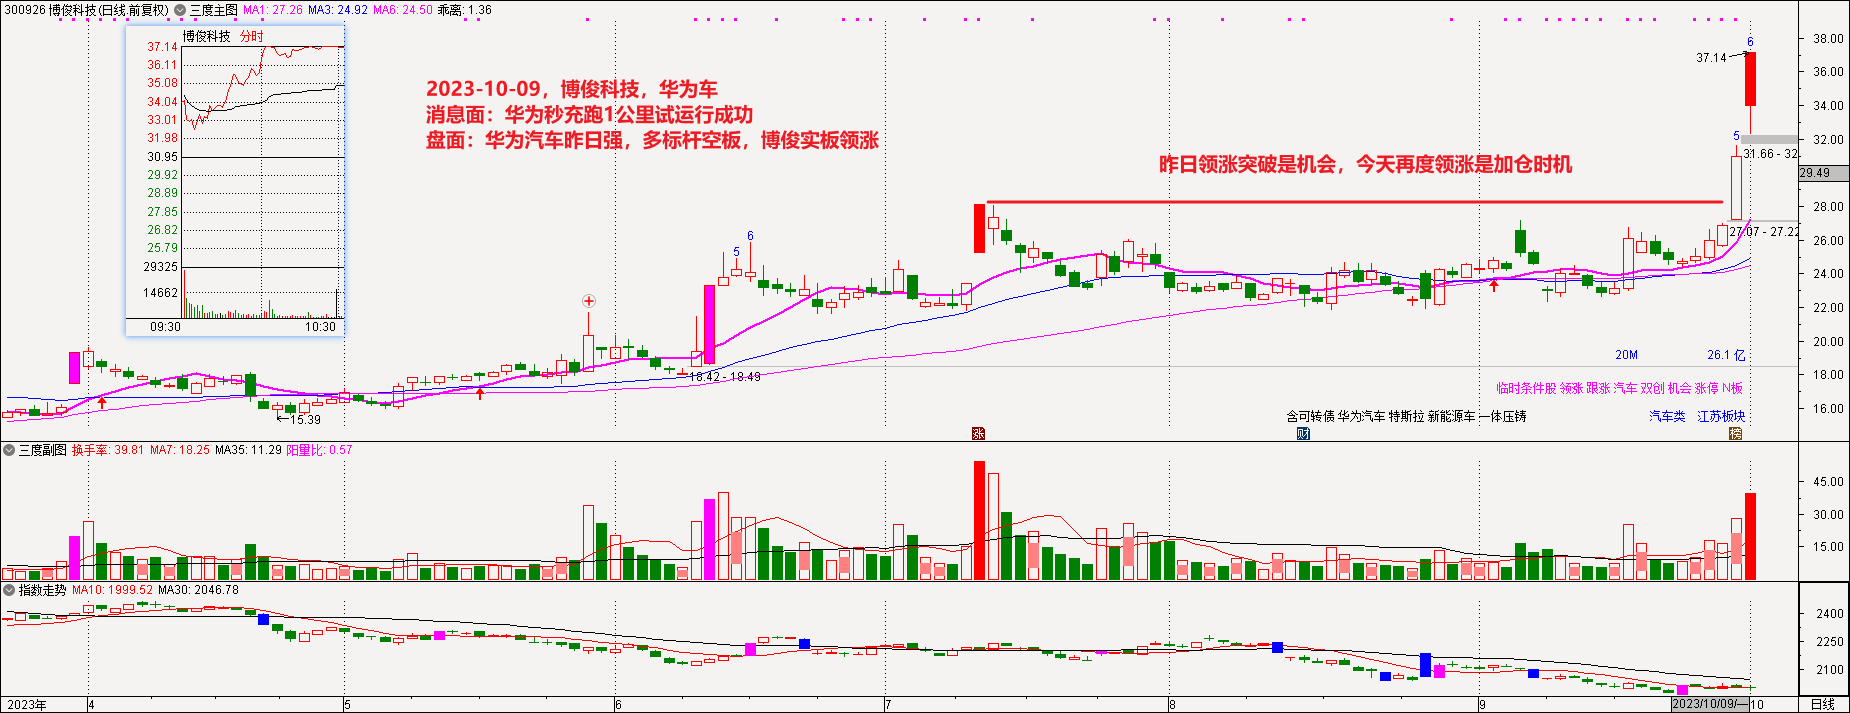 300926 博俊科技(日线.前复权) 三度主图 MA1: 27.26 MA3: 24.92 MA6: 24.50 乖离: 1.36
博俊科技 分时
37.14
36.11
35.08
34.04
33.01
31.98
30.95
29.92
28.89
27.85
26.82
25.79
29325
14662
09:30 10:30
2023-10-09，博俊科技，华为车
消息面：华为秒充跑1公里试运行成功
盘面：华为汽车昨日强，多标杆空板，博俊实板领涨
昨日领涨突破是机会，今天再度领涨是加仓时机
6
37.14
5
31.66 - 32
27.07 - 27.22
5
6
18.42 - 18.49
15.39
38.00
36.00
34.00
32.00
29.49
28.00
26.00
24.00
22.00
20.00
18.00
16.00
20M 26.1 亿
临时条件股 领涨 跟涨 汽车 双创 机会 涨停 N板
含可转债 华为汽车 特斯拉 新能源车 一体压铸 汽车类 江苏板块
涨 财 榜
三度副图 换手率: 39.81 MA7: 18.25 MA35: 11.29 阳量比: 0.57
45.00
30.00
15.00
指数走势 MA10: 1999.52 MA30: 2046.78
2400
2250
2100
2023年 4 5 6 7 8 9 2023/10/09/一 10 日线